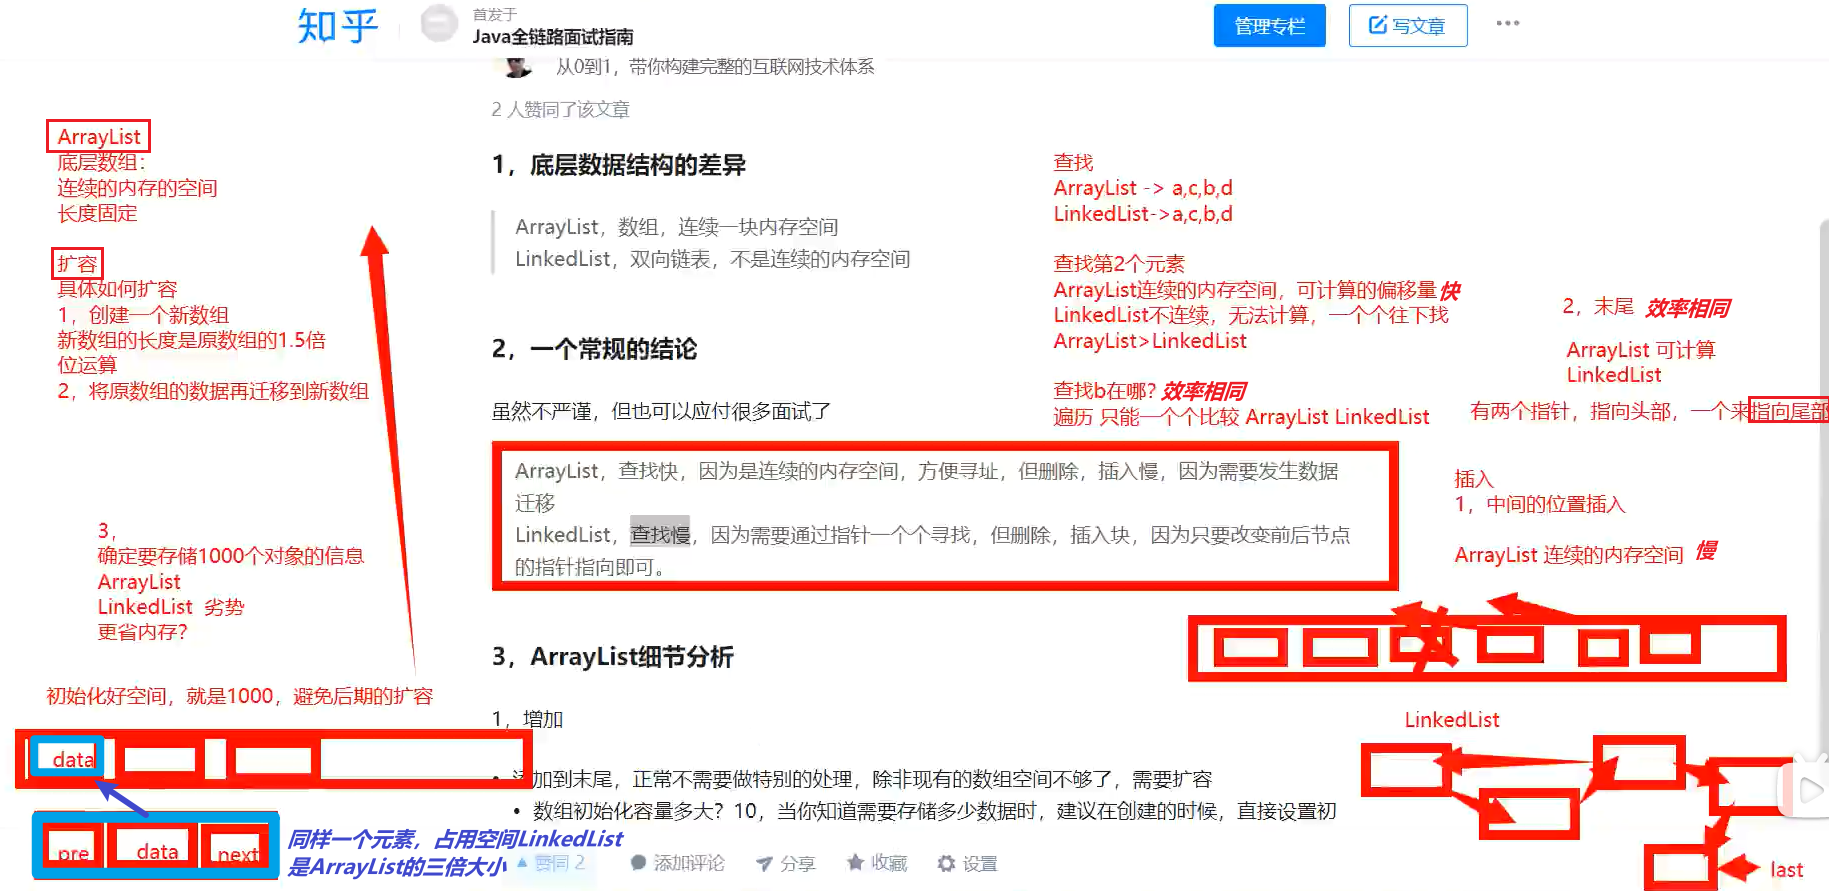 知乎
首发于
Java全链路面试指南
管理专栏
写文章
从0到1，带你构建完整的互联网技术体系
2 人赞同了该文章
ArrayList
底层数组：
连续的内存的空间
长度固定
扩容
具体如何扩容
1，创建一个新数组
新数组的长度是原数组的1.5倍
位运算
2，将原数组的数据再迁移到新数组
3，
确定要存储1000个对象的信息
ArrayList
LinkedList 劣势
更省内存？
初始化好空间，就是1000，避免后期的扩容
data
pre
data
next
同样一个元素，占用空间LinkedList
是ArrayList的三倍大小
1，底层数据结构的差异
ArrayList，数组，连续一块内存空间
LinkedList，双向链表，不是连续的内存空间
2，一个常规的结论
虽然不严谨，但也可以应付很多面试了
ArrayList，查找快，因为是连续的内存空间，方便寻址，但删除，插入慢，因为需要发生数据
迁移
LinkedList，查找慢，因为需要通过指针一个个寻找，但删除，插入块，因为只要改变前后节点
的指针指向即可。
3，ArrayList细节分析
1，增加
加到末尾，正常不需要做特别的处理，除非现有的数组空间不够了，需要扩容
数组初始化容量多大？10，当你知道需要存储多少数据时，建议在创建的时候，直接设置初
赞同 2
添加评论
分享
收藏
设置
查找
ArrayList -> a,c,b,d
LinkedList->a,c,b,d
查找第2个元素
ArrayList连续的内存空间，可计算的偏移量 快
LinkedList不连续，无法计算，一个个往下找
ArrayList>LinkedList
查找b在哪？效率相同
遍历 只能一个个比较 ArrayList LinkedList
2，末尾 效率相同
ArrayList 可计算
LinkedList
有两个指针，指向头部，一个来指向尾部
插入
1，中间的位置插入
ArrayList 连续的内存空间 慢
LinkedList
last